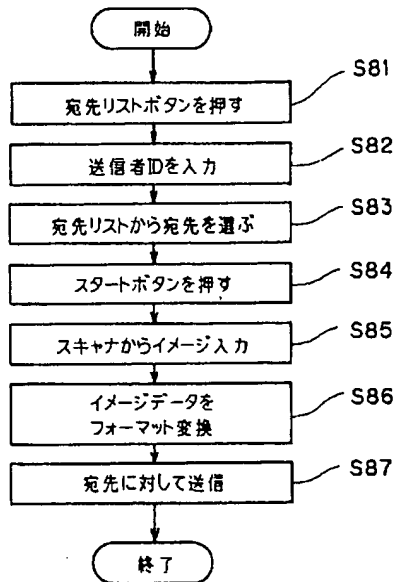 開始
S81
宛先リストボタンを押す
S82
送信者IDを入力
S83
宛先リストから宛先を選ぶ
S84
スタートボタンを押す
S85
スキャナからイメージ入力
S86
イメージデータを
フォーマット変換
S87
宛先に対して送信
終了